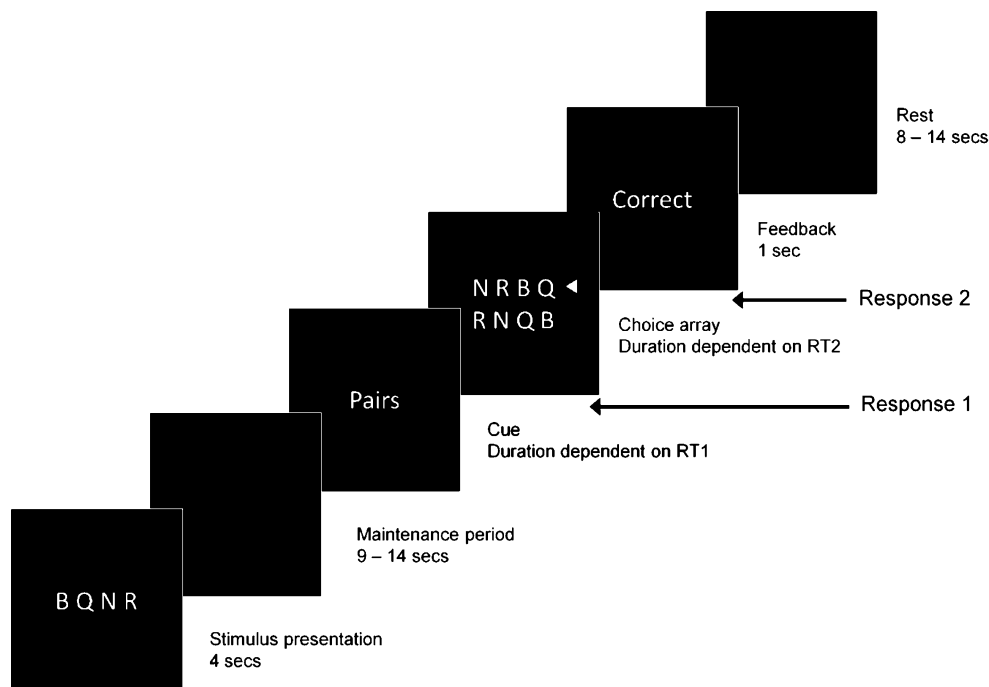 B Q N R
Stimulus presentation
4 secs
Maintenance period
9 – 14 secs
Pairs
Cue
Duration dependent on RT1
Response 1
N R B Q
R N Q B
Choice array
Duration dependent on RT2
Response 2
Correct
Feedback
1 sec
Rest
8 – 14 secs